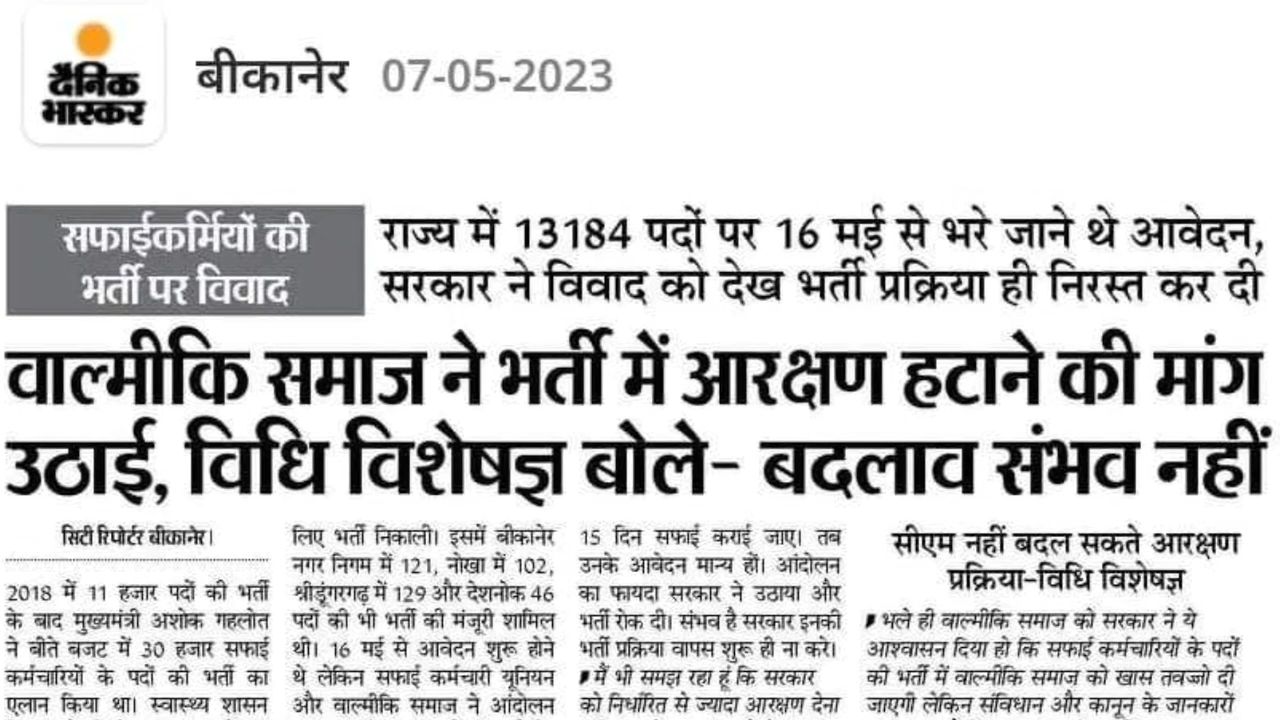 दैनिक
भास्कर
बीकानेर 07-05-2023
सफाईकर्मियों की
भर्ती पर विवाद
राज्य में 13184 पदों पर 16 मई से भरे जाने थे आवेदन,
सरकार ने विवाद को देख भर्ती प्रक्रिया ही निरस्त कर दी
वाल्मीकि समाज ने भर्ती में आरक्षण हटाने की मांग
उठाई, विधि विशेषज्ञ बोले- बदलाव संभव नहीं
सिटी रिपोर्टर बीकानेर।
2018 में 11 हजार पदों की भर्ती
के बाद मुख्यमंत्री अशोक गहलोत
ने बीते बजट में 30 हजार सफाई
कर्मचारियों के पदों की भर्ती का
एलान किया था। स्वास्थ्य शासन
लिए भर्ती निकाली। इसमें बीकानेर
नगर निगम में 121, नोखा में 102,
श्रीडूंगरगढ़ में 129 और देशनोक 46
पदों की भी भर्ती की मंजूरी शामिल
थी। 16 मई से आवेदन शुरू होने
थे लेकिन सफाई कर्मचारी यूनियन
और वाल्मीकि समाज ने आंदोलन
15 दिन सफाई कराई जाए। तब
उनके आवेदन मान्य हों। आंदोलन
का फायदा सरकार ने उठाया और
भर्ती रोक दी। संभव है सरकार इनकी
भर्ती प्रक्रिया वापस शुरू ही ना करे।
मैं भी समझ रहा हूं कि सरकार
को निर्धारित से ज्यादा आरक्षण देना
सीएम नहीं बदल सकते आरक्षण
प्रक्रिया-विधि विशेषज्ञ
भले ही वाल्मीकि समाज को सरकार ने ये
आश्वासन दिया हो कि सफाई कर्मचारियों के पदों
की भर्ती में वाल्मीकि समाज को खास तवज्जो दी
जाएगी लेकिन संविधान और कानून के जानकारों